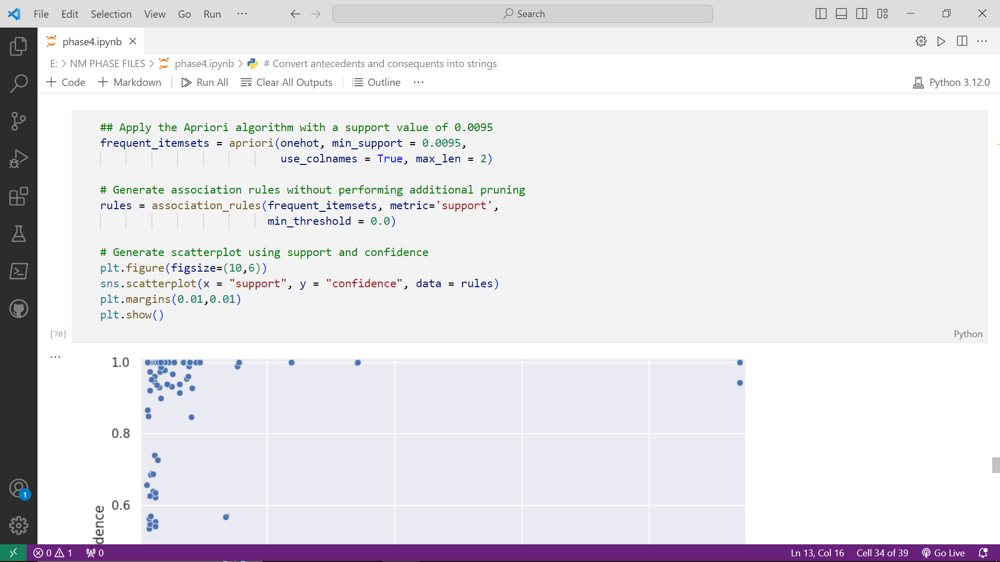 File Edit Selection View Go Run ··· Search
phase4.ipynb
E: > NM PHASE FILES > phase4.ipynb > # Convert antecedents and consequents into strings
+ Code + Markdown Run All Clear All Outputs Outline ··· Python 3.12.0
## Apply the Apriori algorithm with a support value of 0.0095
frequent_itemsets = apriori(onehot, min_support = 0.0095,
use_colnames = True, max_len = 2)
# Generate association rules without performing additional pruning
rules = association_rules(frequent_itemsets, metric='support',
min_threshold = 0.0)
# Generate scatterplot using support and confidence
plt.figure(figsize=(10,6))
sns.scatterplot(x = "support", y = "confidence", data = rules)
plt.margins(0.01,0.01)
plt.show()
[70] Python
1.0
0.8
0.6
dence
1
0 1 0 Ln 13, Col 16 Cell 34 of 39 Go Live